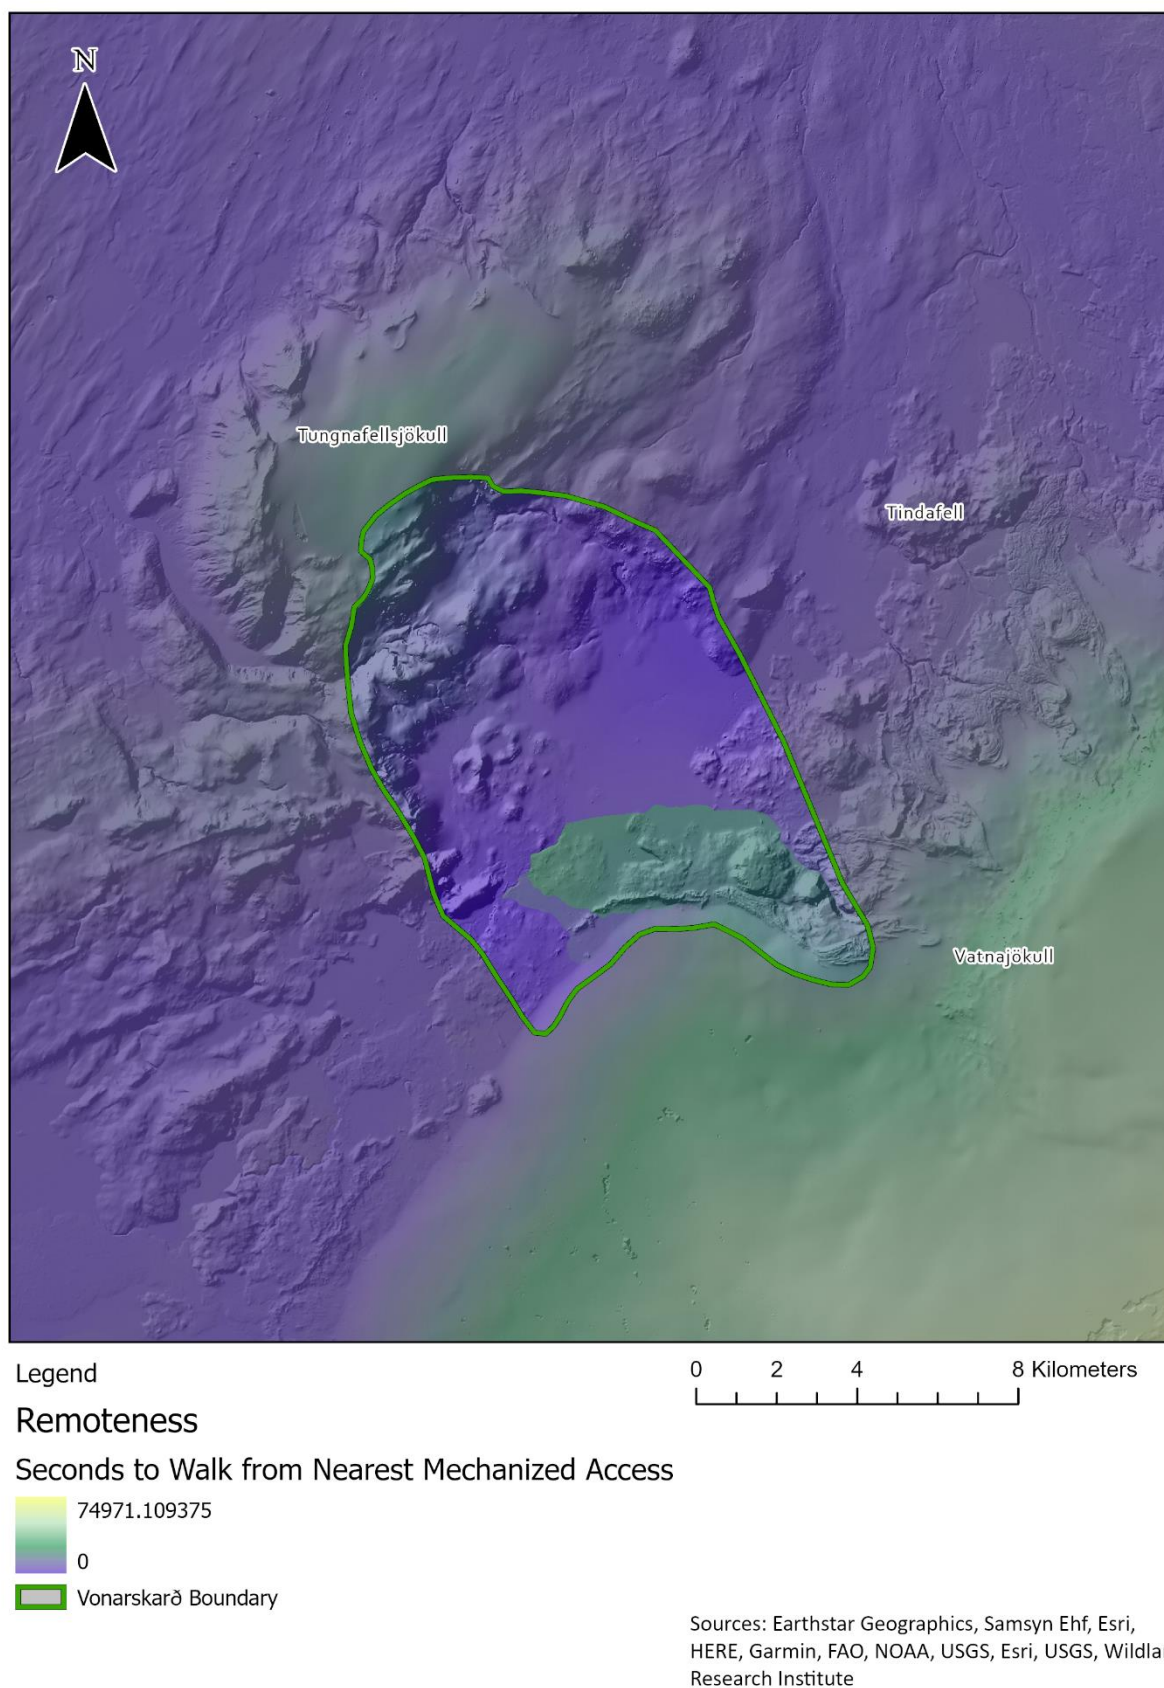 N
Tungnafellsjökull
Tindafell
Vatnajökull
Legend
Remoteness
Seconds to Walk from Nearest Mechanized Access
74971.109375
0
Vonarskarð Boundary
0 2 4 8 Kilometers
Sources: Earthstar Geographics, Samsyn Ehf, Esri,
HERE, Garmin, FAO, NOAA, USGS, Esri, USGS,
Research Institute